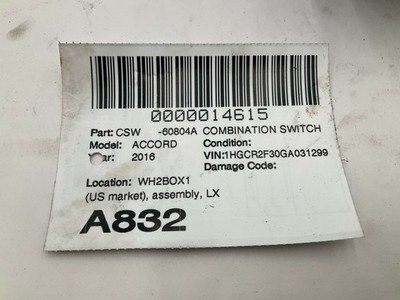 0000014615
Part: CSW -60804A COMBINATION SWITCH
Model: ACCORD Condition:
ar: 2016 VIN:1HGCR2F30GA031299
Damage Code:
Location: WH2BOX1
(US market), assembly, LX
A832